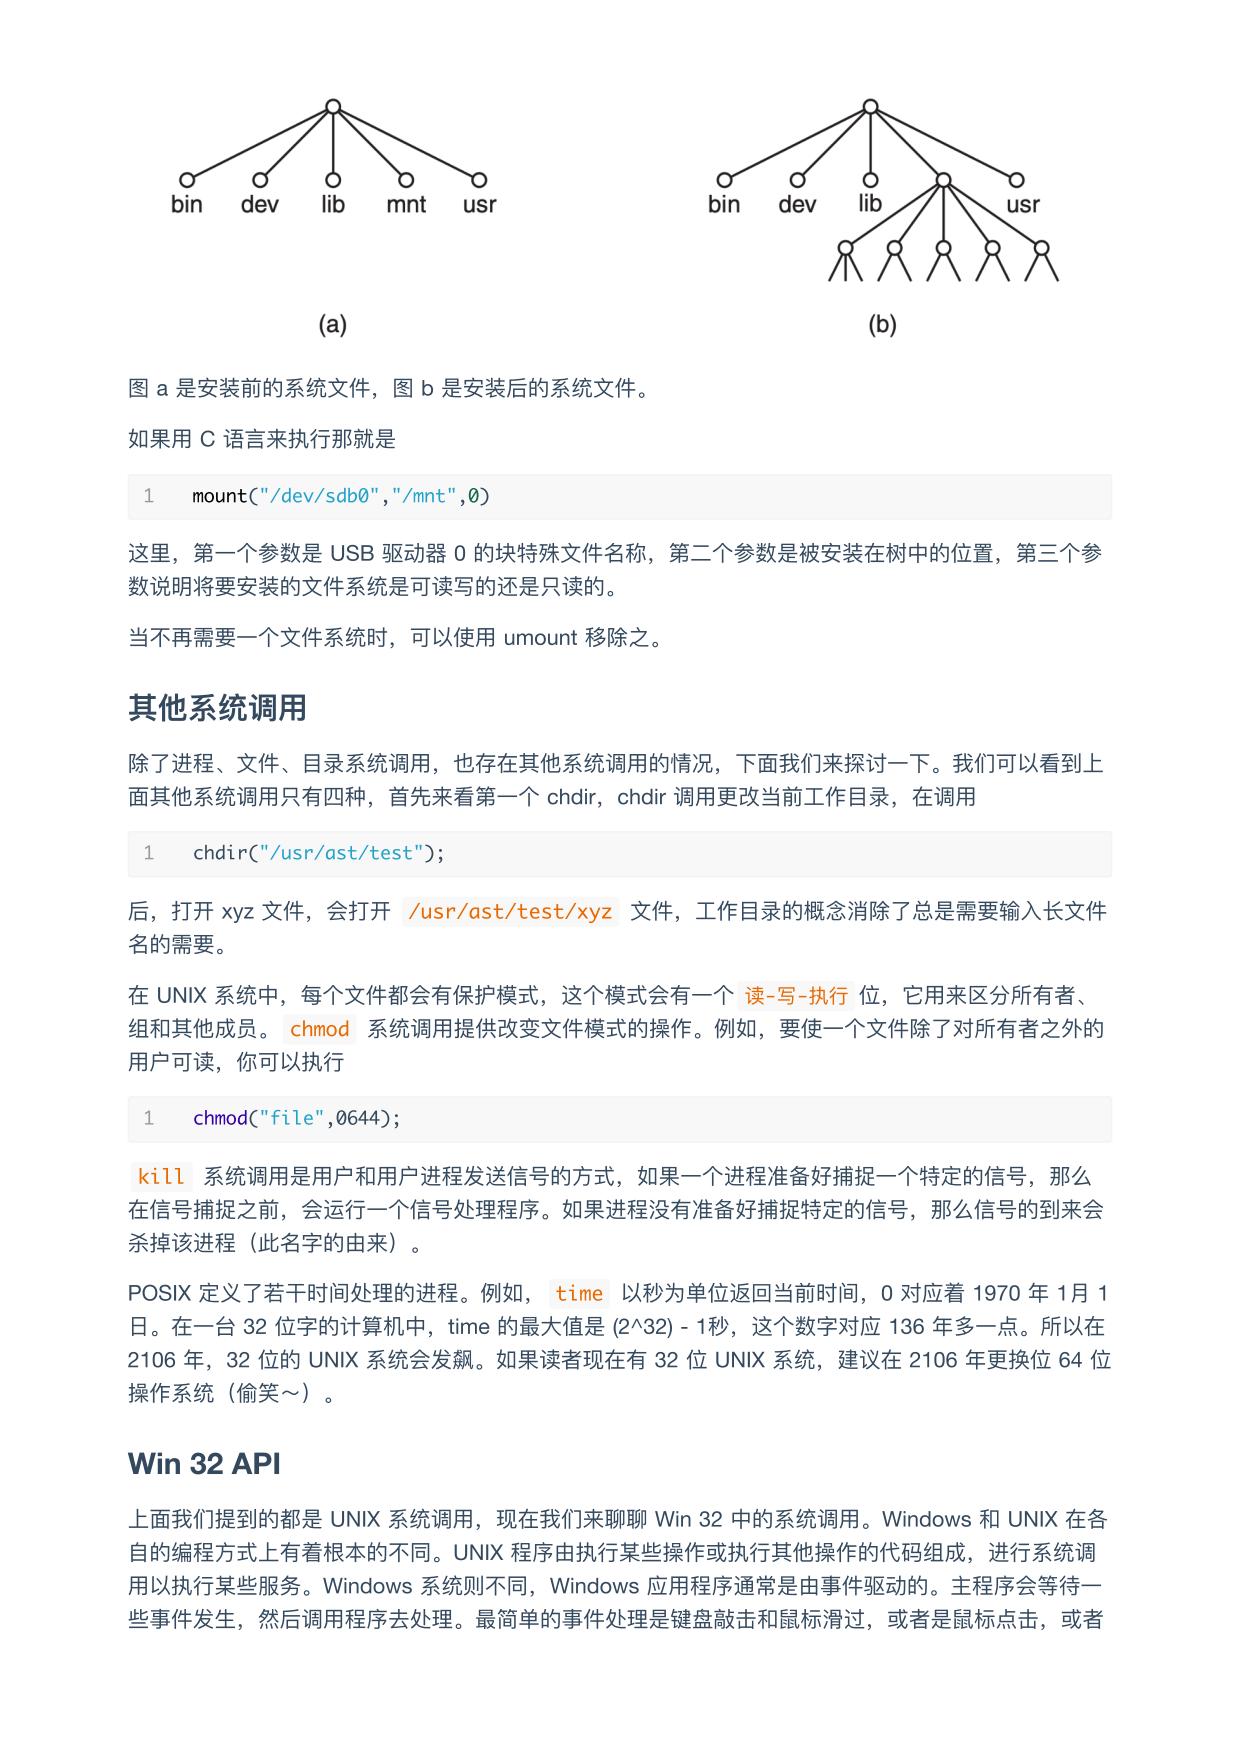 bin dev lib mnt usr
(a)
bin dev lib usr
(b)
图 a 是安装前的系统文件，图 b 是安装后的系统文件。
如果用 C 语言来执行那就是
1 mount("/dev/sdb0","/mnt",0)
这里，第一个参数是 USB 驱动器 0 的块特殊文件名称，第二个参数是被安装在树中的位置，第三个参
数说明将要安装的文件系统是可读写的还是只读的。
当不再需要一个文件系统时，可以使用 umount 移除之。
其他系统调用
除了进程、文件、目录系统调用，也存在其他系统调用的情况，下面我们来探讨一下。我们可以看到上
面其他系统调用只有四种，首先来看第一个 chdir，chdir 调用更改当前工作目录，在调用
1 chdir("/usr/ast/test");
后，打开 xyz 文件，会打开 /usr/ast/test/xyz 文件，工作目录的概念消除了总是需要输入长文件
名的需要。
在 UNIX 系统中，每个文件都会有保护模式，这个模式会有一个 读-写-执行 位，它用来区分所有者、
组和其他成员。 chmod 系统调用提供改变文件模式的操作。例如，要使一个文件除了对所有者之外的
用户可读，你可以执行
1 chmod("file",0644);
kill 系统调用是用户和用户进程发送信号的方式，如果一个进程准备好捕捉一个特定的信号，那么
在信号捕捉之前，会运行一个信号处理程序。如果进程没有准备好捕捉特定的信号，那么信号的到来会
杀掉该进程（此名字的由来）。
POSIX 定义了若干时间处理的进程。例如， time 以秒为单位返回当前时间，0 对应着 1970 年 1月 1
日。在一台 32 位字的计算机中，time 的最大值是 (2^32) - 1秒，这个数字对应 136 年多一点。所以在
2106 年，32 位的 UNIX 系统会发飙。如果读者现在有 32 位 UNIX 系统，建议在 2106 年更换位 64 位
操作系统（偷笑～）。
Win 32 API
上面我们提到的都是 UNIX 系统调用，现在我们来聊聊 Win 32 中的系统调用。Windows 和 UNIX 在各
自的编程方式上有着根本的不同。UNIX 程序由执行某些操作或执行其他操作的代码组成，进行系统调
用以执行某些服务。Windows 系统则不同，Windows 应用程序通常是由事件驱动的。主程序会等待一
些事件发生，然后调用程序去处理。最简单的事件处理是键盘敲击和鼠标滑过，或者是鼠标点击，或者